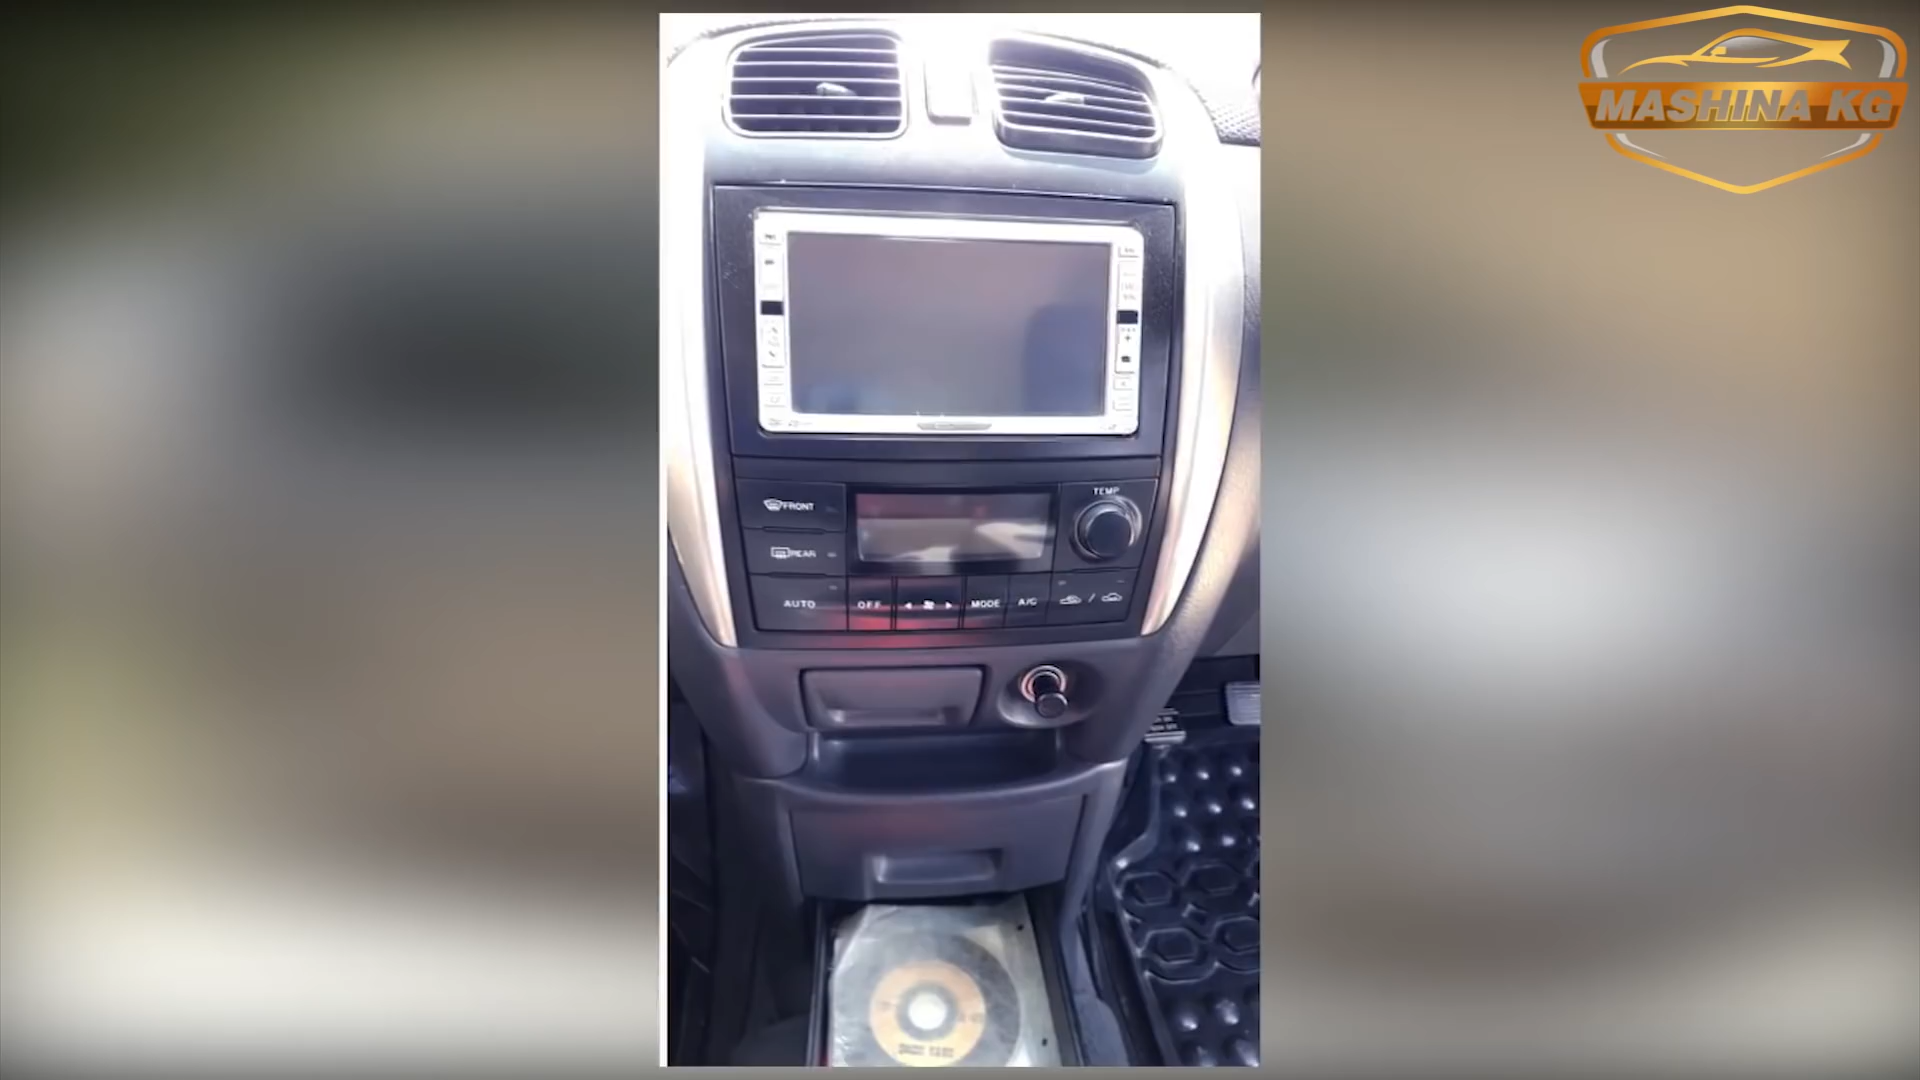 MASHINA KG
TEMP
FRONT
REAR
AUTO
OFF
MODE
A/C